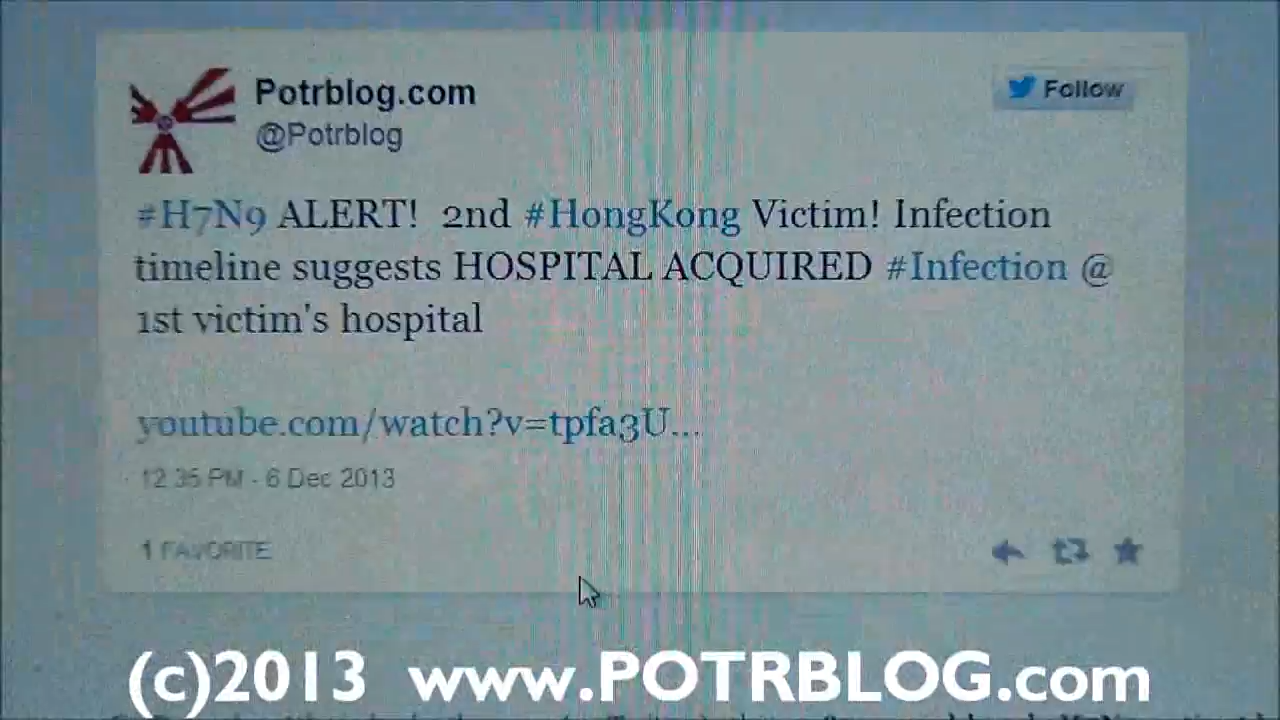 Potrblog.com
Follow
@Potrblog
#H7N9 ALERT! 2nd #HongKong Victim! Infection
timeline suggests HOSPITAL ACQUIRED #Infection @
1st victim's hospital
youtube.com/watch?v=tpfa3U...
12:35 PM - 6 Dec 2013
1 FAVORITE
(c)2013 www.POTRBLOG.com